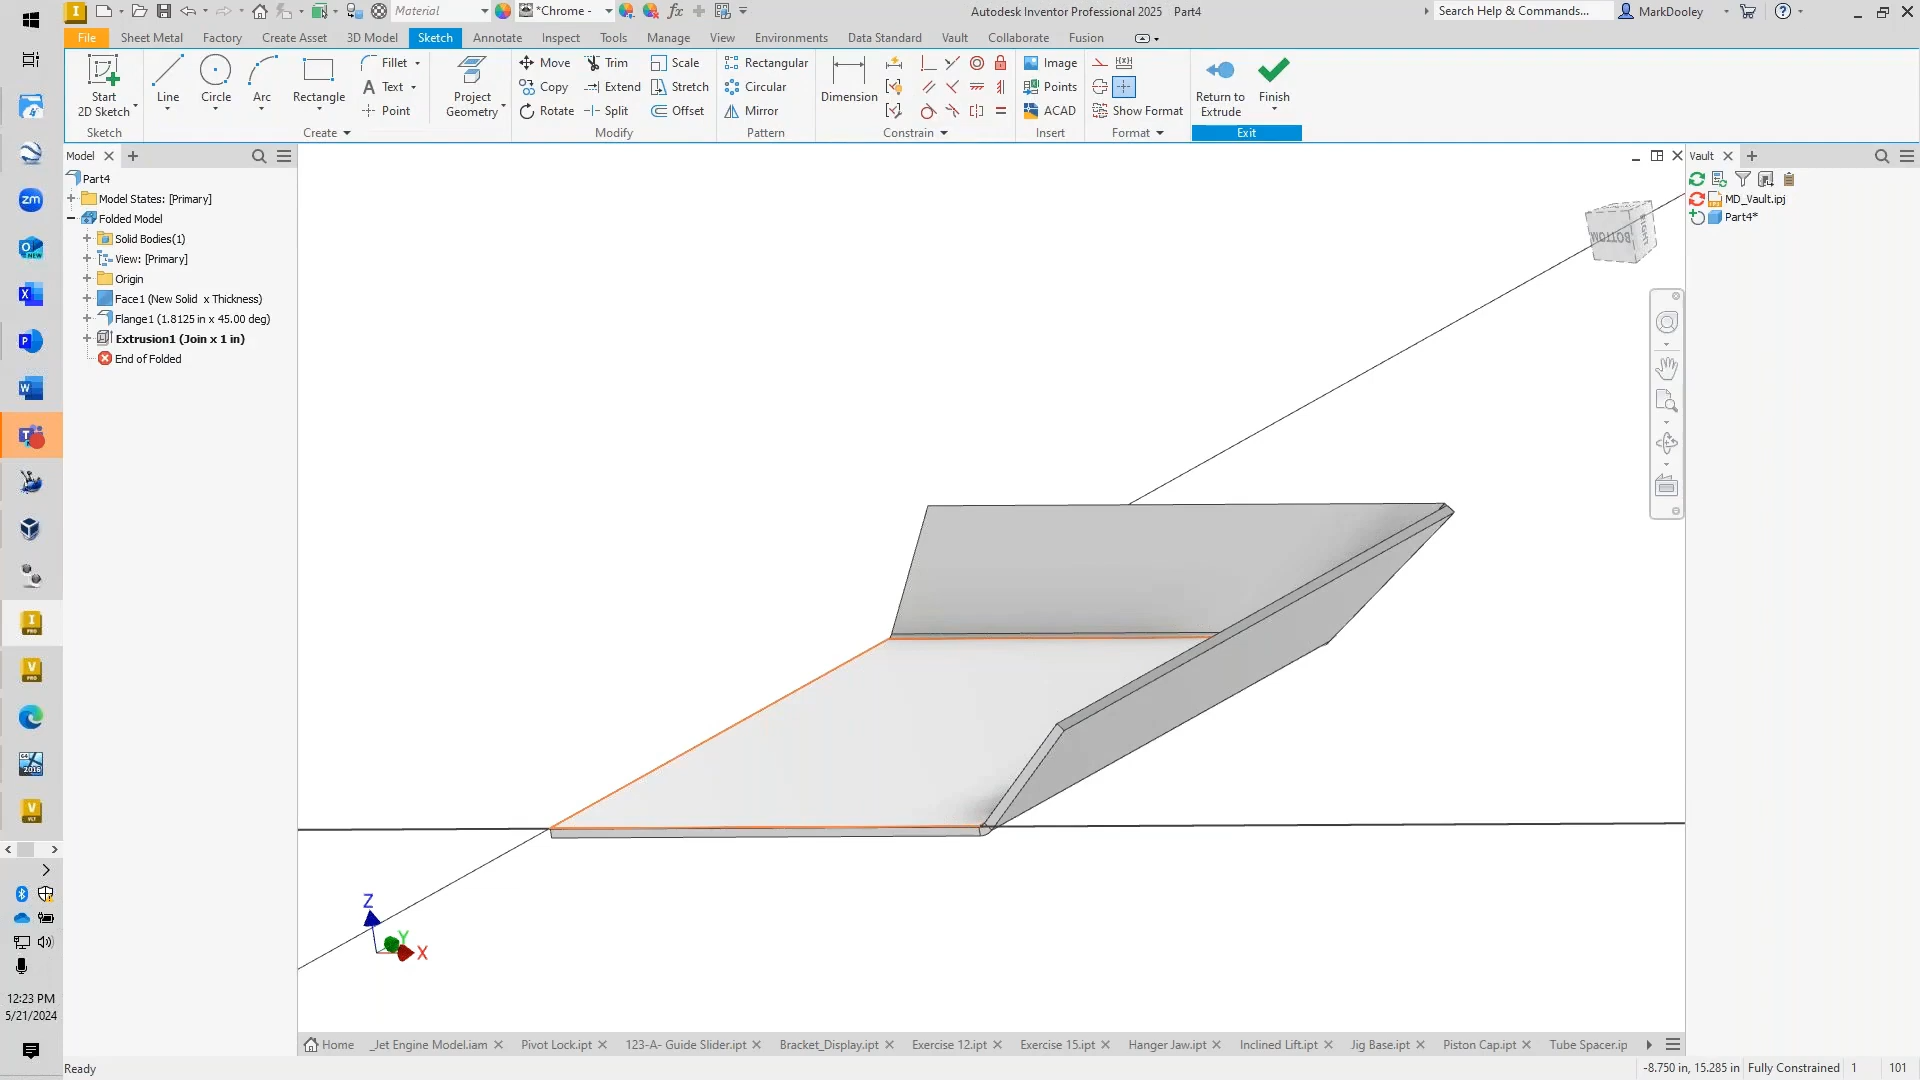 Material
*Chrome -
Autodesk Inventor Professional 2025 Part4
Search Help & Commands...
MarkDooley
File Sheet Metal Factory Create Asset 3D Model Sketch Annotate Inspect Tools Manage View Environments Data Standard Vault Collaborate Fusion
Start
2D Sketch
Line
Circle
Arc
Rectangle
Fillet
Text
Point
Project
Geometry
Move Trim Scale
Copy Extend Stretch
Rotate Split Offset
Rectangular
Circular
Mirror
Dimension
Image
Points
ACAD
Show Format
Return to
Extrude
Finish
Sketch Create Modify Pattern Constrain Insert Format Exit
Model
Part4
Model States: [Primary]
Folded Model
Solid Bodies(1)
View: [Primary]
Origin
Face1 (New Solid x Thickness)
Flange1 (1.8125 in x 45.00 deg)
Extrusion1 (Join x 1 in)
End of Folded
Vault
MD_Vault.ipj
Part4*
BOTTOM
RIGHT
Z
Y
X
zm
12:23 PM
5/21/2024
Home _Jet Engine Model.iam Pivot Lock.ipt 123-A- Guide Slider.ipt Bracket_Display.ipt Exercise 12.ipt Exercise 15.ipt Hanger Jaw.ipt Inclined Lift.ipt Jig Base.ipt Piston Cap.ipt Tube Spacer.ip
Ready
-8.750 in, 15.285 in Fully Constrained 1 101